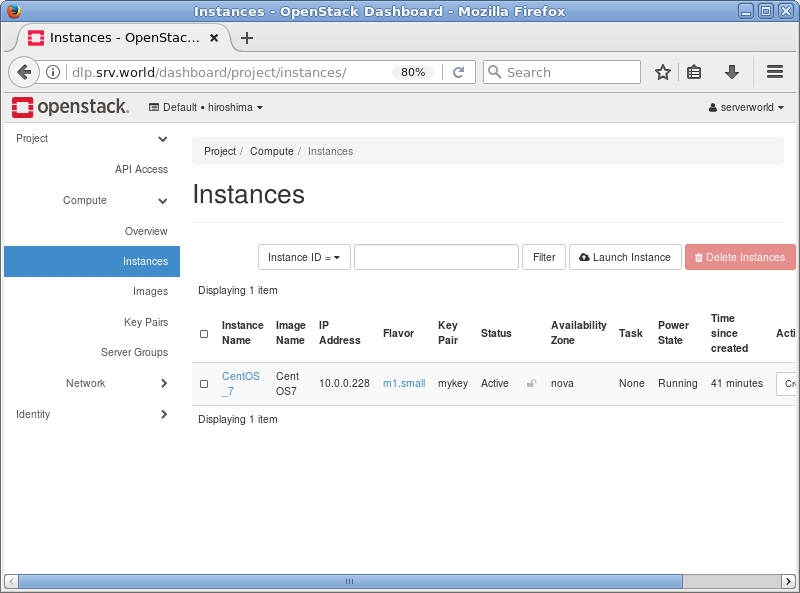 Instances - OpenStack Dashboard - Mozilla Firefox
Instances - OpenStac...
dlp.srv.world/dashboard/project/instances/
80%
Search
openstack.
Default • hiroshima
serverworld
Project
API Access
Compute
Overview
Instances
Images
Key Pairs
Server Groups
Network
Identity
Project / Compute / Instances
Instances
Instance ID =
Filter
Launch Instance
Delete Instances
Displaying 1 item
Instance Name
Image Name
IP Address
Flavor
Key Pair
Status
Availability Zone
Task
Power State
Time since created
Acti
CentOS_7
CentOS7
10.0.0.228
m1.small
mykey
Active
nova
None
Running
41 minutes
Cr
Displaying 1 item